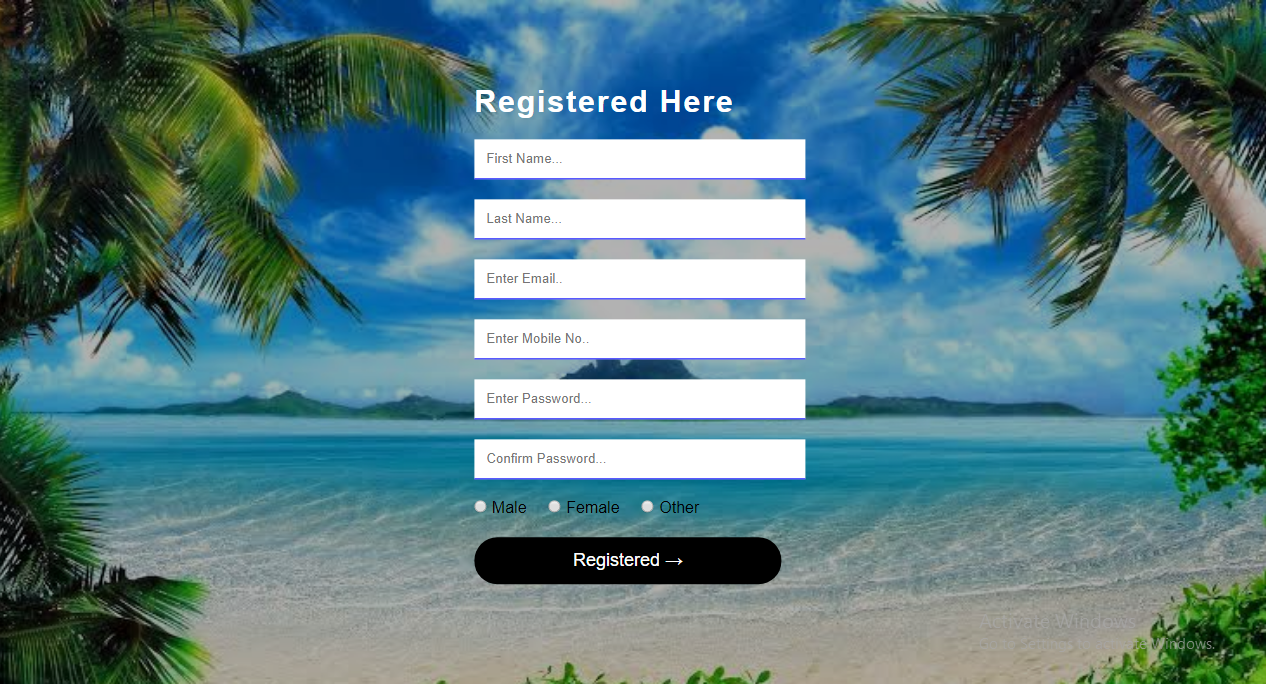 Registered Here
First Name...
Last Name...
Enter Email..
Enter Mobile No..
Enter Password...
Confirm Password...
Male Female Other
Registered →
Activate Windows
Windows.